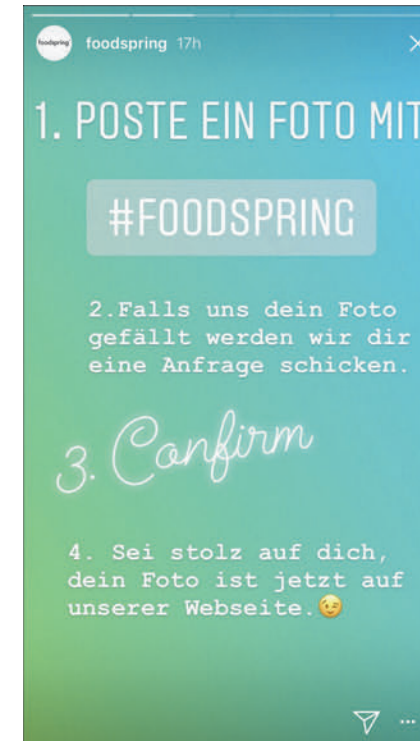 foodspring
foodspring 17h
1. POSTE EIN FOTO MIT
#FOODSPRING
2.Falls uns dein Foto
gefällt werden wir dir
eine Anfrage schicken.
3. Confirm
4. Sei stolz auf dich,
dein Foto ist jetzt auf
unserer Webseite.😉